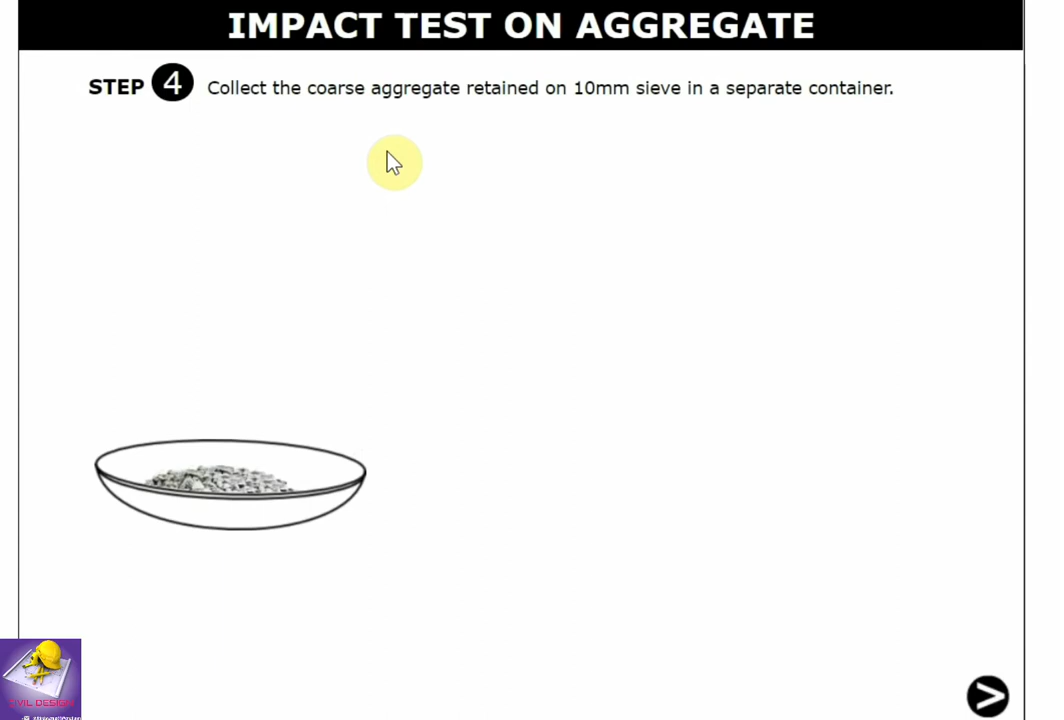 IMPACT TEST ON AGGREGATE
STEP 4 Collect the coarse aggregate retained on 10mm sieve in a separate container.
>
CIVIL DESIGN